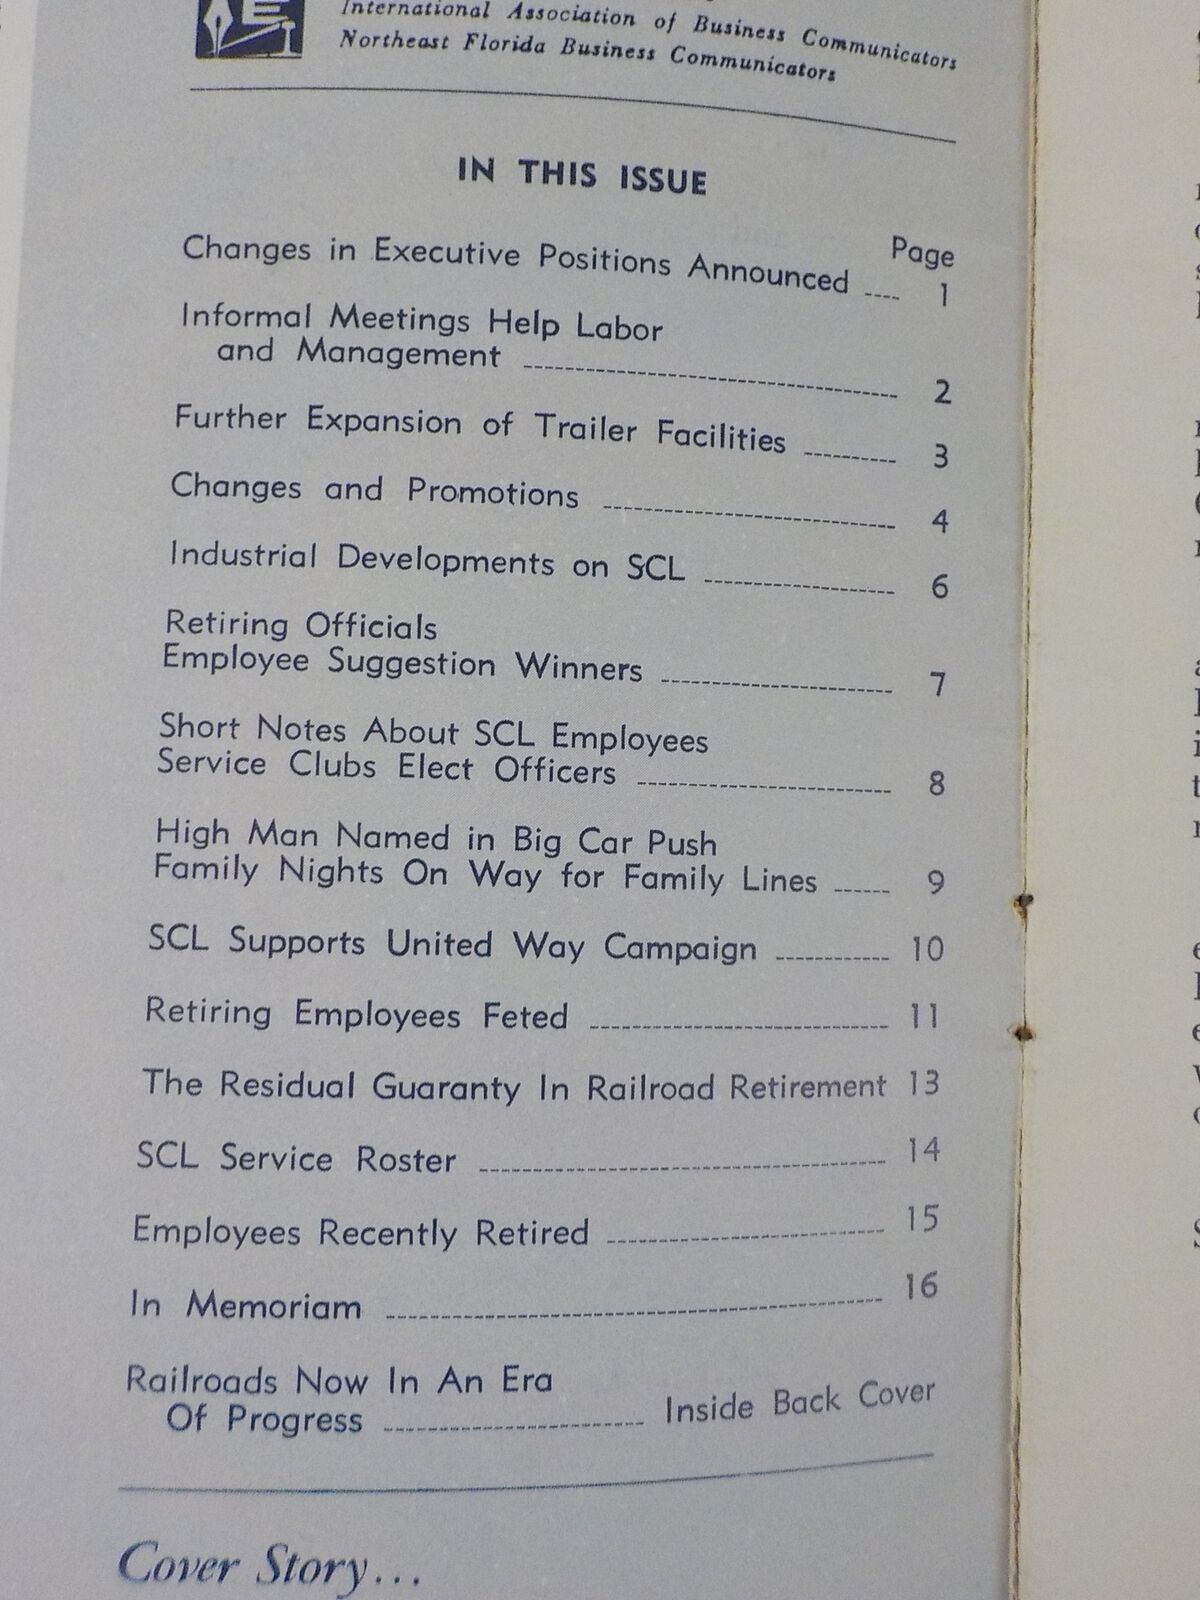 International Association of Business Communicators
Northeast Florida Business Communicators
IN THIS ISSUE
Page
Changes in Executive Positions Announced .... 1
Informal Meetings Help Labor
and Management ........ 2
Further Expansion of Trailer Facilities ........ 3
Changes and Promotions ........ 4
Industrial Developments on SCL ........ 6
Retiring Officials
Employee Suggestion Winners ........ 7
Short Notes About SCL Employees
Service Clubs Elect Officers ........ 8
High Man Named in Big Car Push
Family Nights On Way for Family Lines ...... 9
SCL Supports United Way Campaign ........ 10
Retiring Employees Feted ........ 11
The Residual Guaranty In Railroad Retirement 13
SCL Service Roster ........ 14
Employees Recently Retired ........ 15
In Memoriam ........ 16
Railroads Now In An Era
Of Progress ........ Inside Back Cover
Cover Story...